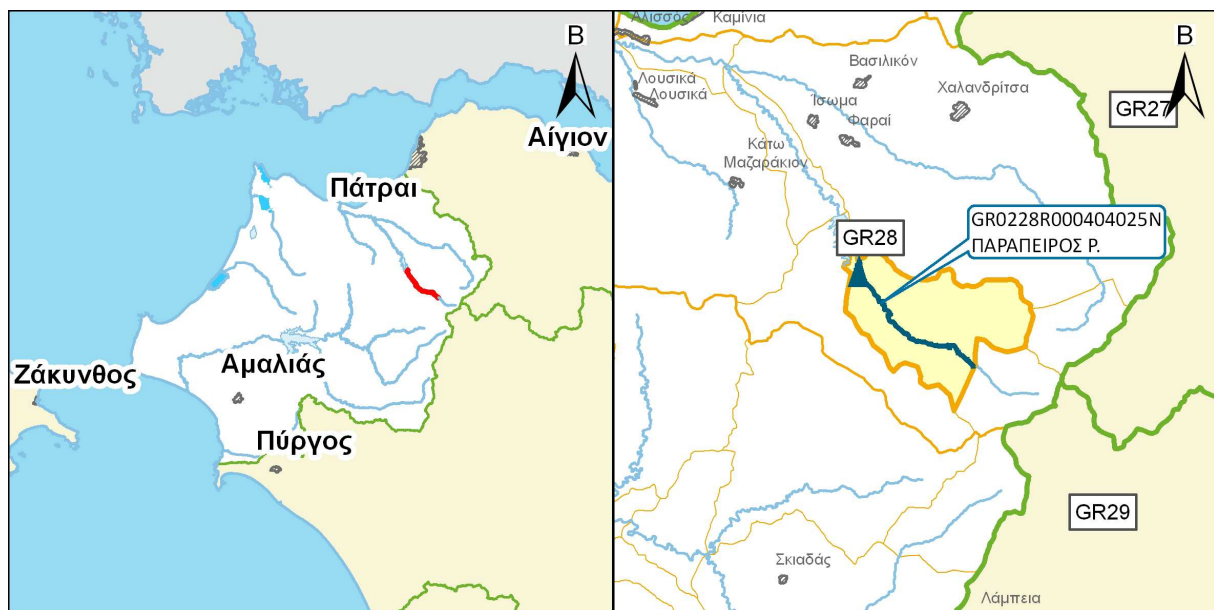 B
Αίγιον
Πάτραι
Ζάκυνθος
Αμαλιάς
Πύργος
Άλισσος
Καμίνια
B
Βασιλικόν
Λουσικά
Λουσικά
Χαλανδρίτσα
Ίσωμα
Φαραί
GR27
Κάτω
Μαζαράκιον
GR28
GR0228R000404025N
ΠΑΡΑΠΕΙΡΟΣ Ρ.
GR29
Σκιαδάς
Λάμπεια